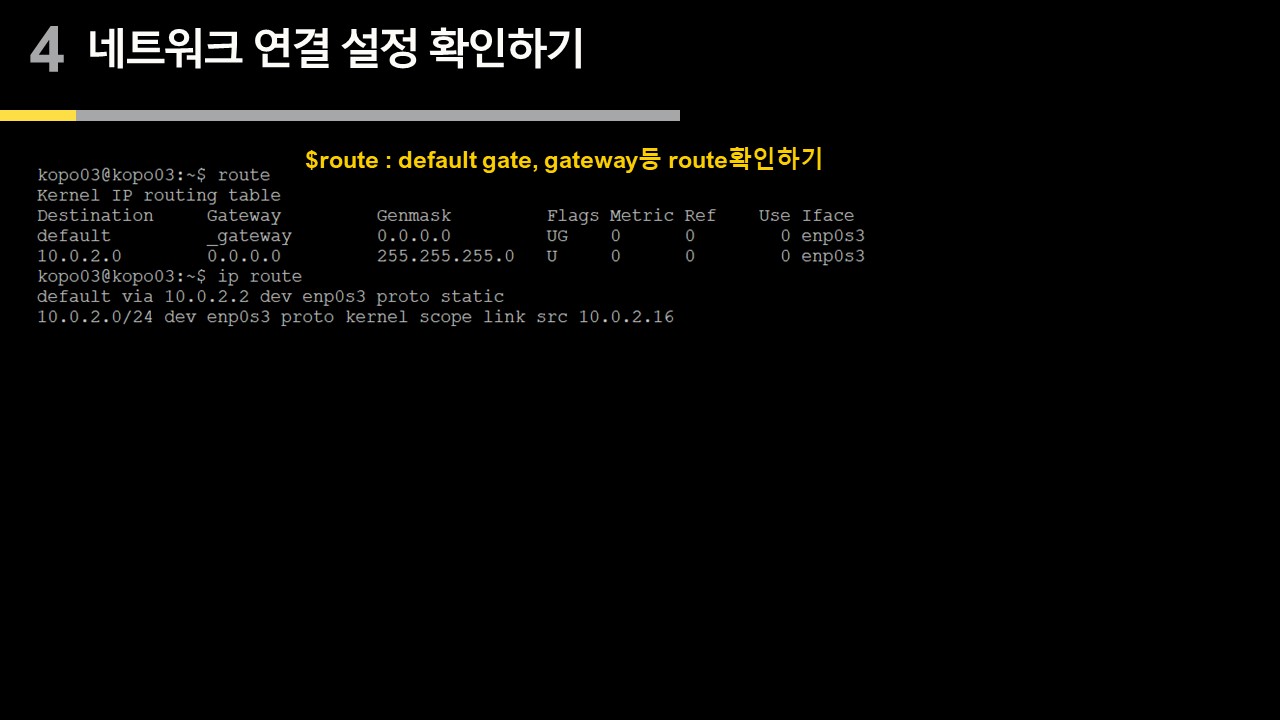 4 네트워크 연결 설정 확인하기
$route : default gate, gateway등 route확인하기
kopo03@kopo03:~$ route
Kernel IP routing table
Destination     Gateway         Genmask         Flags Metric Ref    Use Iface
default         _gateway        0.0.0.0         UG    0      0        0 enp0s3
10.0.2.0        0.0.0.0         255.255.255.0   U     0      0        0 enp0s3
kopo03@kopo03:~$ ip route
default via 10.0.2.2 dev enp0s3 proto static
10.0.2.0/24 dev enp0s3 proto kernel scope link src 10.0.2.16